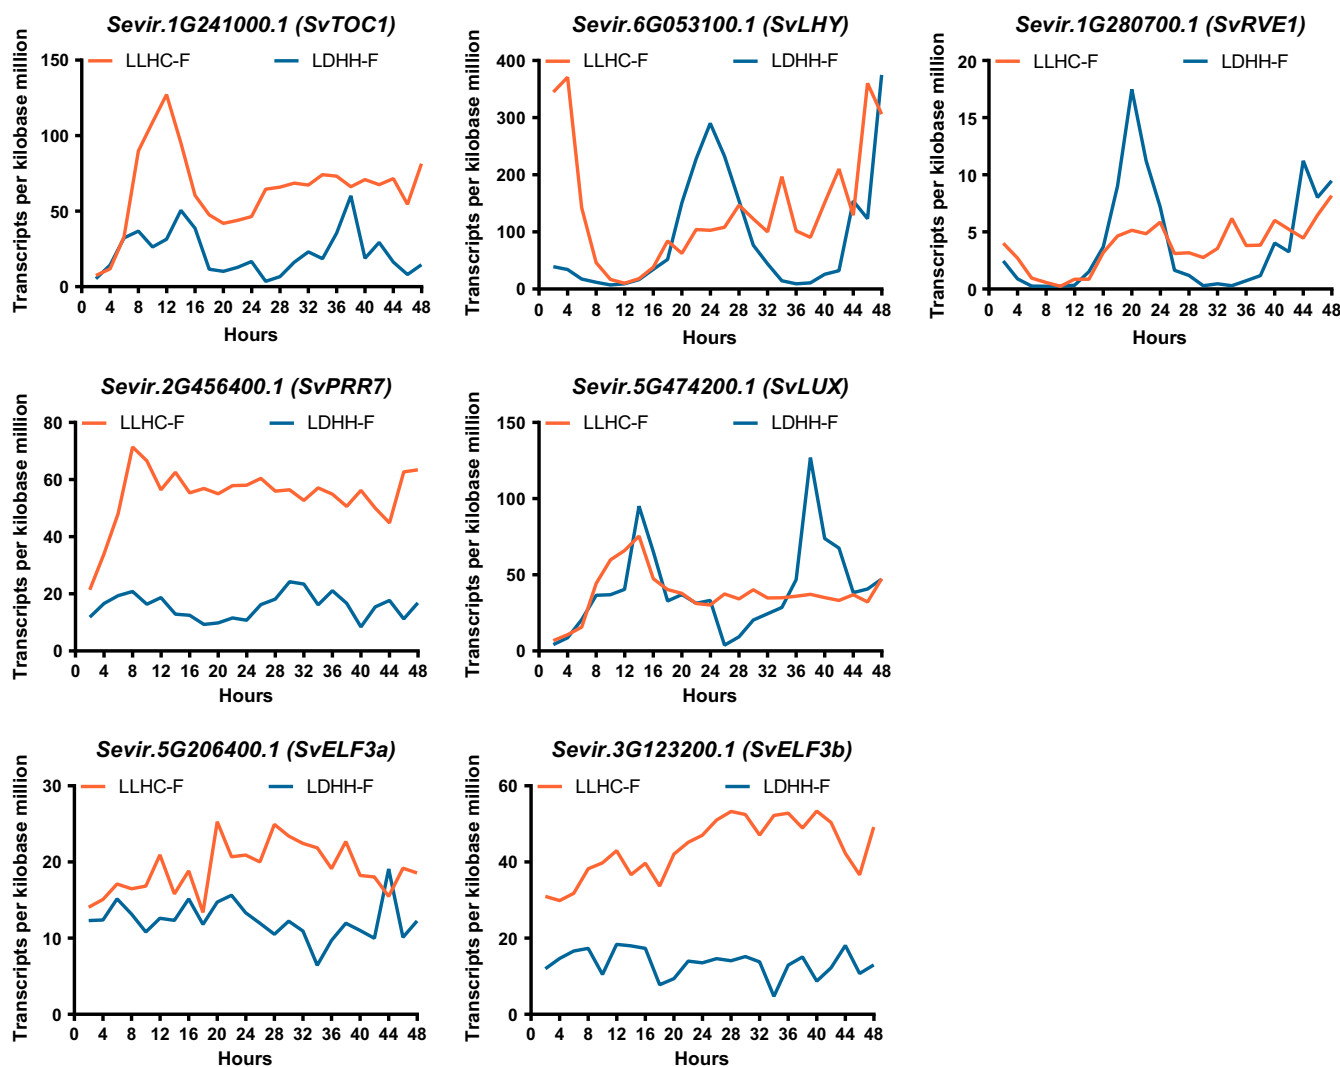 Sevir.1G241000.1 (SvTOC1)
Transcripts per kilobase million
LLHC-F
LDHH-F
150
100
50
0
0 4 8 12 16 20 24 28 32 36 40 44 48
Hours
Sevir.6G053100.1 (SvLHY)
Transcripts per kilobase million
LLHC-F
LDHH-F
400
300
200
100
0
0 4 8 12 16 20 24 28 32 36 40 44 48
Hours
Sevir.1G280700.1 (SvRVE1)
Transcripts per kilobase million
LLHC-F
LDHH-F
20
15
10
5
0
0 4 8 12 16 20 24 28 32 36 40 44 48
Hours
Sevir.2G456400.1 (SvPRR7)
Transcripts per kilobase million
LLHC-F
LDHH-F
80
60
40
20
0
0 4 8 12 16 20 24 28 32 36 40 44 48
Hours
Sevir.5G474200.1 (SvLUX)
Transcripts per kilobase million
LLHC-F
LDHH-F
150
100
50
0
0 4 8 12 16 20 24 28 32 36 40 44 48
Hours
Sevir.5G206400.1 (SvELF3a)
Transcripts per kilobase million
LLHC-F
LDHH-F
30
20
10
0
0 4 8 12 16 20 24 28 32 36 40 44 48
Hours
Sevir.3G123200.1 (SvELF3b)
Transcripts per kilobase million
LLHC-F
LDHH-F
60
40
20
0
0 4 8 12 16 20 24 28 32 36 40 44 48
Hours